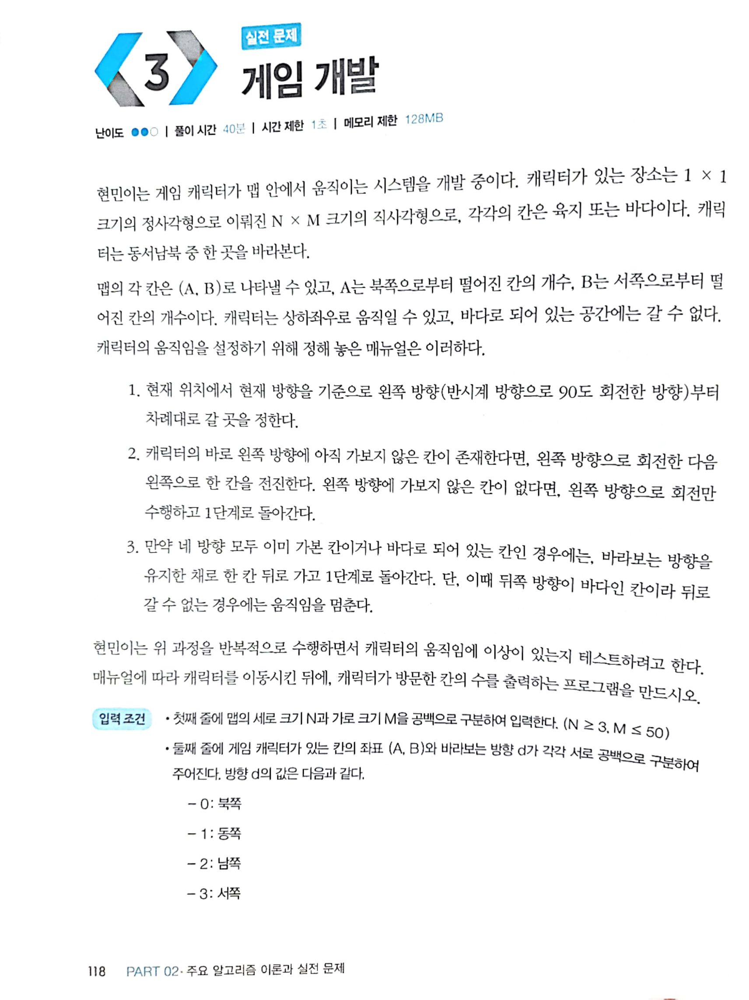 3
실전 문제
게임 개발
난이도 ●●○ | 풀이 시간 40분 | 시간 제한 1초 | 메모리 제한 128MB
현민이는 게임 캐릭터가 맵 안에서 움직이는 시스템을 개발 중이다. 캐릭터가 있는 장소는 1 × 1
크기의 정사각형으로 이뤄진 N × M 크기의 직사각형으로, 각각의 칸은 육지 또는 바다이다. 캐릭
터는 동서남북 중 한 곳을 바라본다.
맵의 각 칸은 (A, B)로 나타낼 수 있고, A는 북쪽으로부터 떨어진 칸의 개수, B는 서쪽으로부터 떨
어진 칸의 개수이다. 캐릭터는 상하좌우로 움직일 수 있고, 바다로 되어 있는 공간에는 갈 수 없다.
캐릭터의 움직임을 설정하기 위해 정해 놓은 매뉴얼은 이러하다.
1. 현재 위치에서 현재 방향을 기준으로 왼쪽 방향(반시계 방향으로 90도 회전한 방향)부터
차례대로 갈 곳을 정한다.
2. 캐릭터의 바로 왼쪽 방향에 아직 가보지 않은 칸이 존재한다면, 왼쪽 방향으로 회전한 다음
왼쪽으로 한 칸을 전진한다. 왼쪽 방향에 가보지 않은 칸이 없다면, 왼쪽 방향으로 회전만
수행하고 1단계로 돌아간다.
3. 만약 네 방향 모두 이미 가본 칸이거나 바다로 되어 있는 칸인 경우에는, 바라보는 방향을
유지한 채로 한 칸 뒤로 가고 1단계로 돌아간다. 단, 이때 뒤쪽 방향이 바다인 칸이라 뒤로
갈 수 없는 경우에는 움직임을 멈춘다.
현민이는 위 과정을 반복적으로 수행하면서 캐릭터의 움직임에 이상이 있는지 테스트하려고 한다.
매뉴얼에 따라 캐릭터를 이동시킨 뒤에, 캐릭터가 방문한 칸의 수를 출력하는 프로그램을 만드시오.
입력 조건 • 첫째 줄에 맵의 세로 크기 N과 가로 크기 M을 공백으로 구분하여 입력한다. (N ≥ 3, M ≤ 50)
• 둘째 줄에 게임 캐릭터가 있는 칸의 좌표 (A, B)와 바라보는 방향 d가 각각 서로 공백으로 구분하여
주어진다. 방향 d의 값은 다음과 같다.
– 0: 북쪽
– 1: 동쪽
– 2: 남쪽
– 3: 서쪽
118 PART 02· 주요 알고리즘 이론과 실전 문제